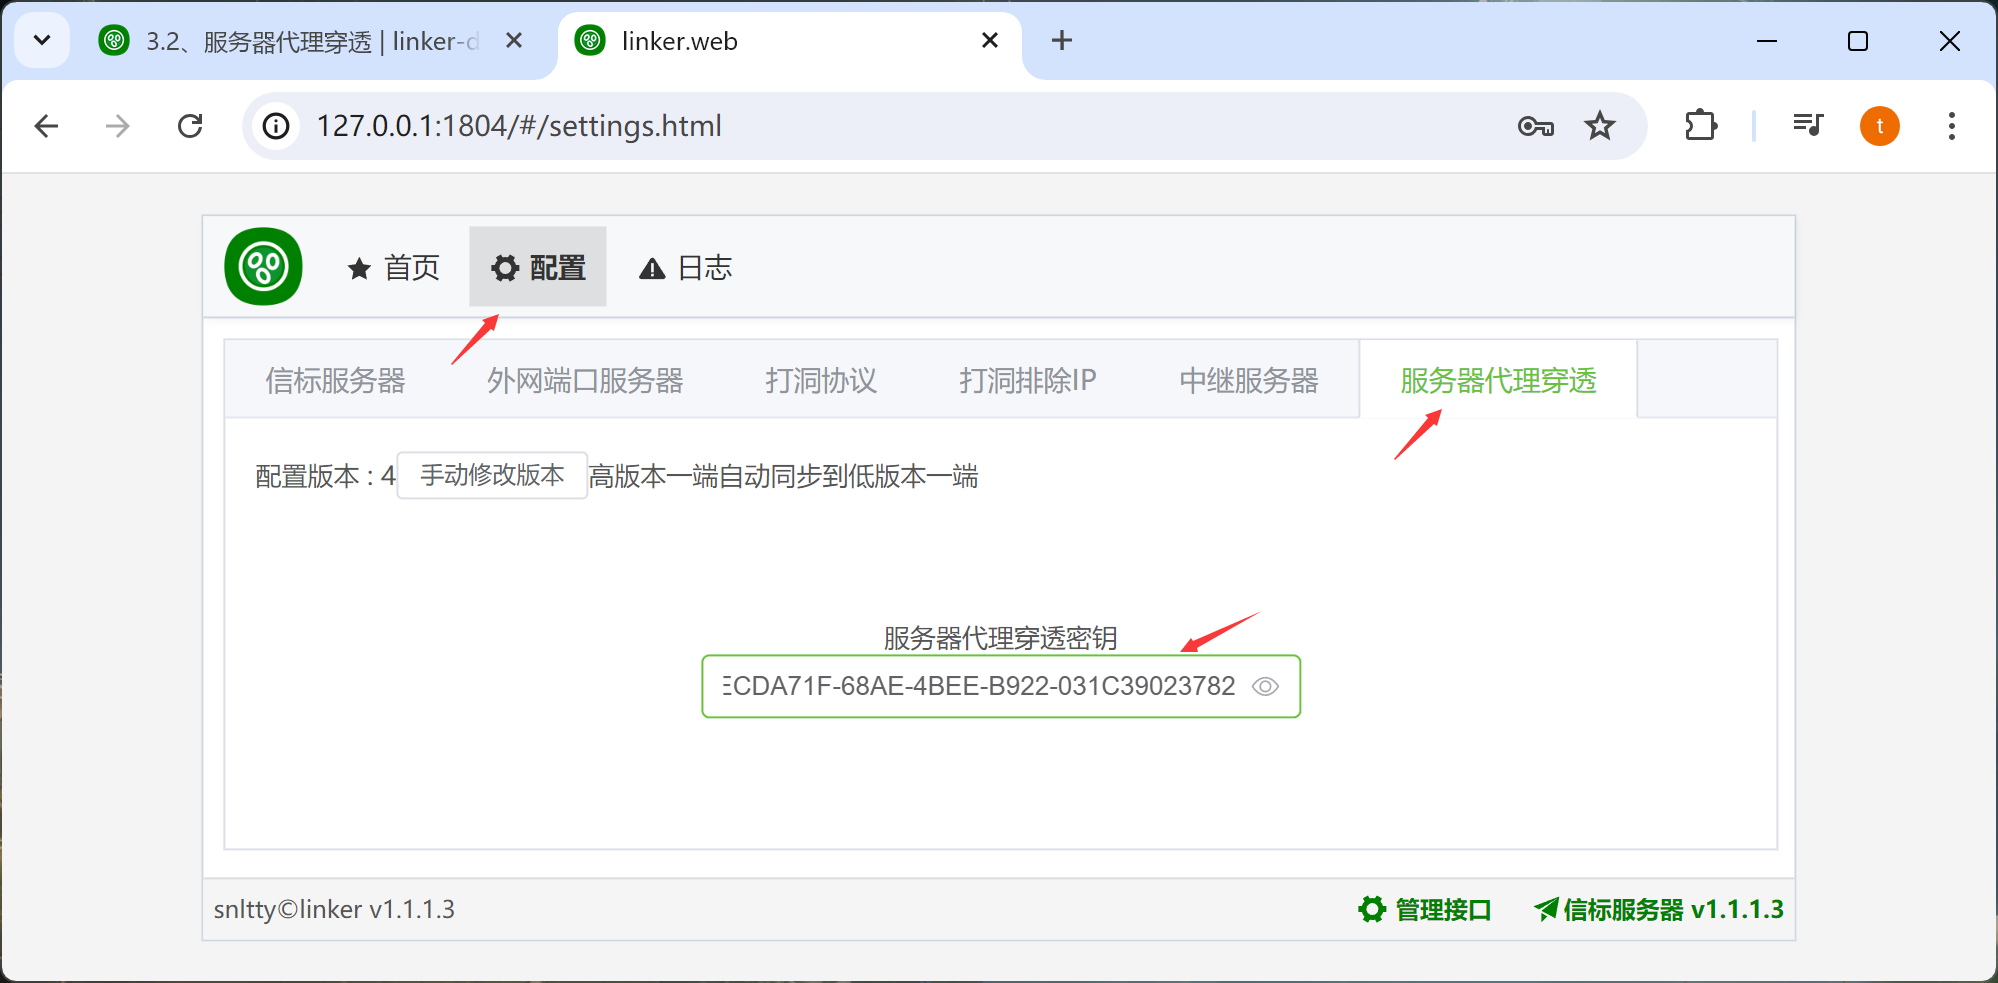 3.2、服务器代理穿透 | linker-d
linker.web
127.0.0.1:1804/#/settings.html
t
首页
配置
日志
信标服务器
外网端口服务器
打洞协议
打洞排除IP
中继服务器
服务器代理穿透
配置版本 : 4 手动修改版本 高版本一端自动同步到低版本一端
服务器代理穿透密钥
ECDA71F-68AE-4BEE-B922-031C39023782
snltty©linker v1.1.1.3
管理接口
信标服务器 v1.1.1.3